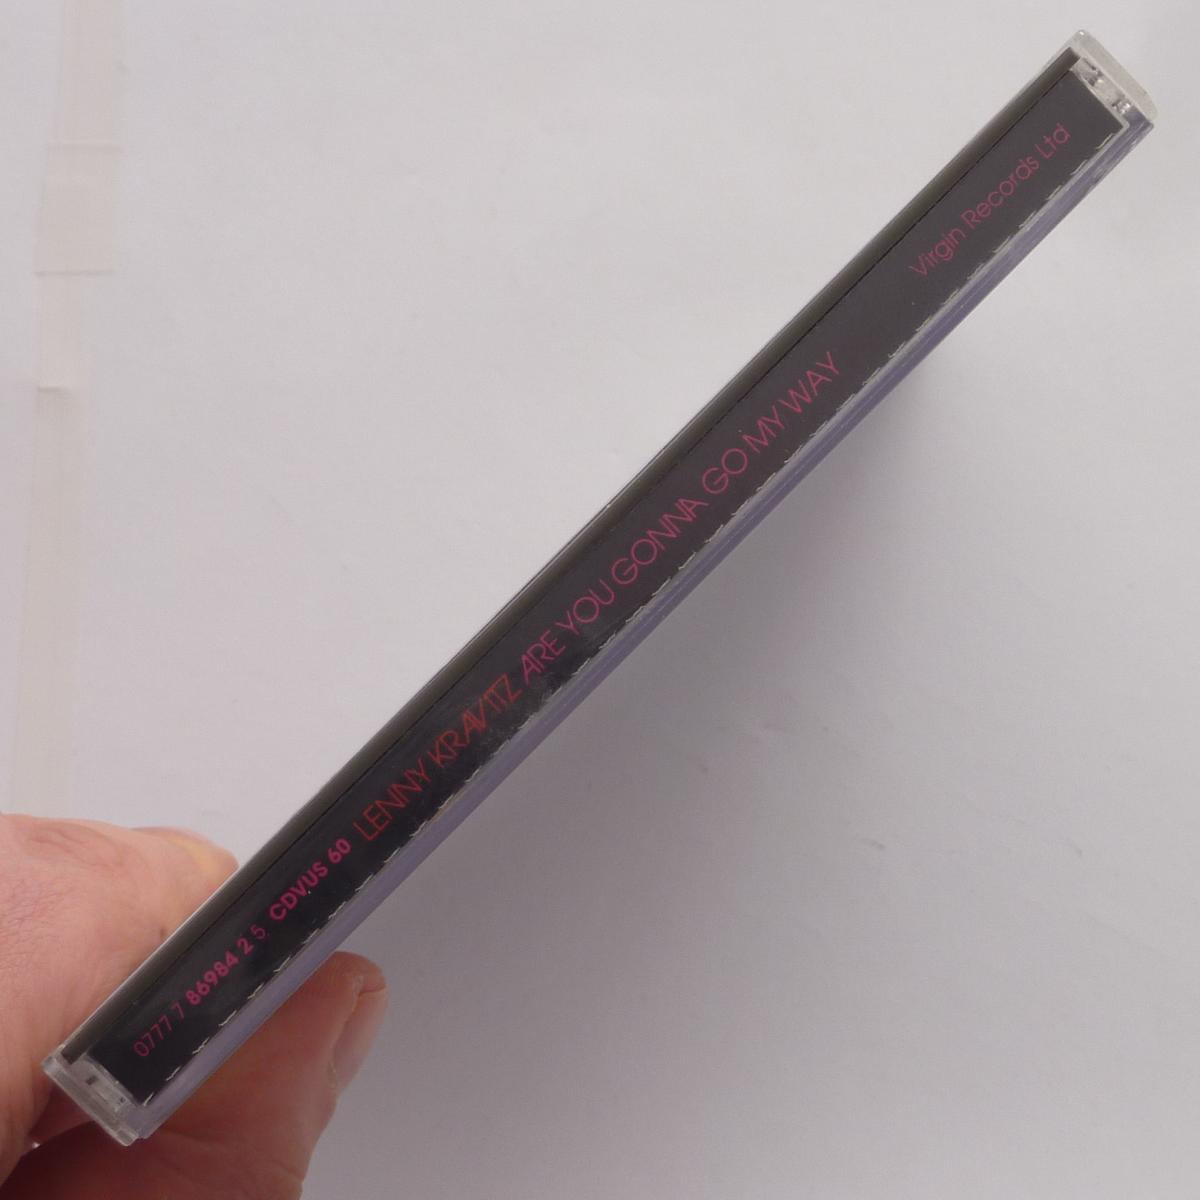 0777 7 86984 2 5 CDVUS 60 LENNY KRAVITZ ARE YOU GONNA GO MY WAY Virgin Records Ltd